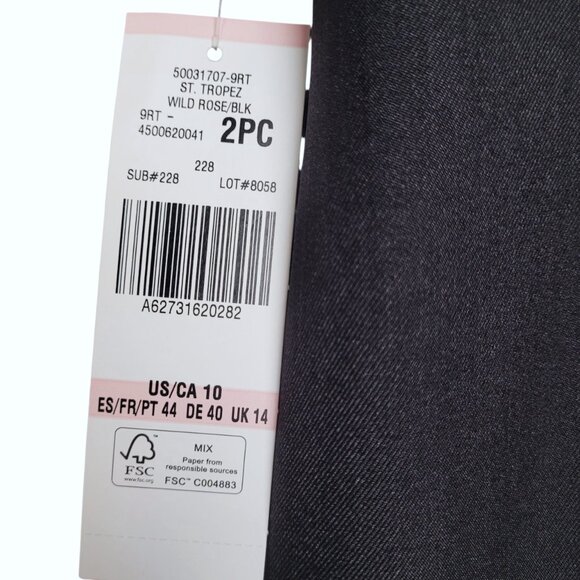 50031707-9RT
ST. TROPEZ
WILD ROSE/BLK
9RT -
4500620041 2PC
228
SUB#228 LOT#8058
A62731620282
US/CA 10
ES/FR/PT 44 DE 40 UK 14
FSC
www.fsc.org
MIX
Paper from
responsible sources
FSC™ C004883